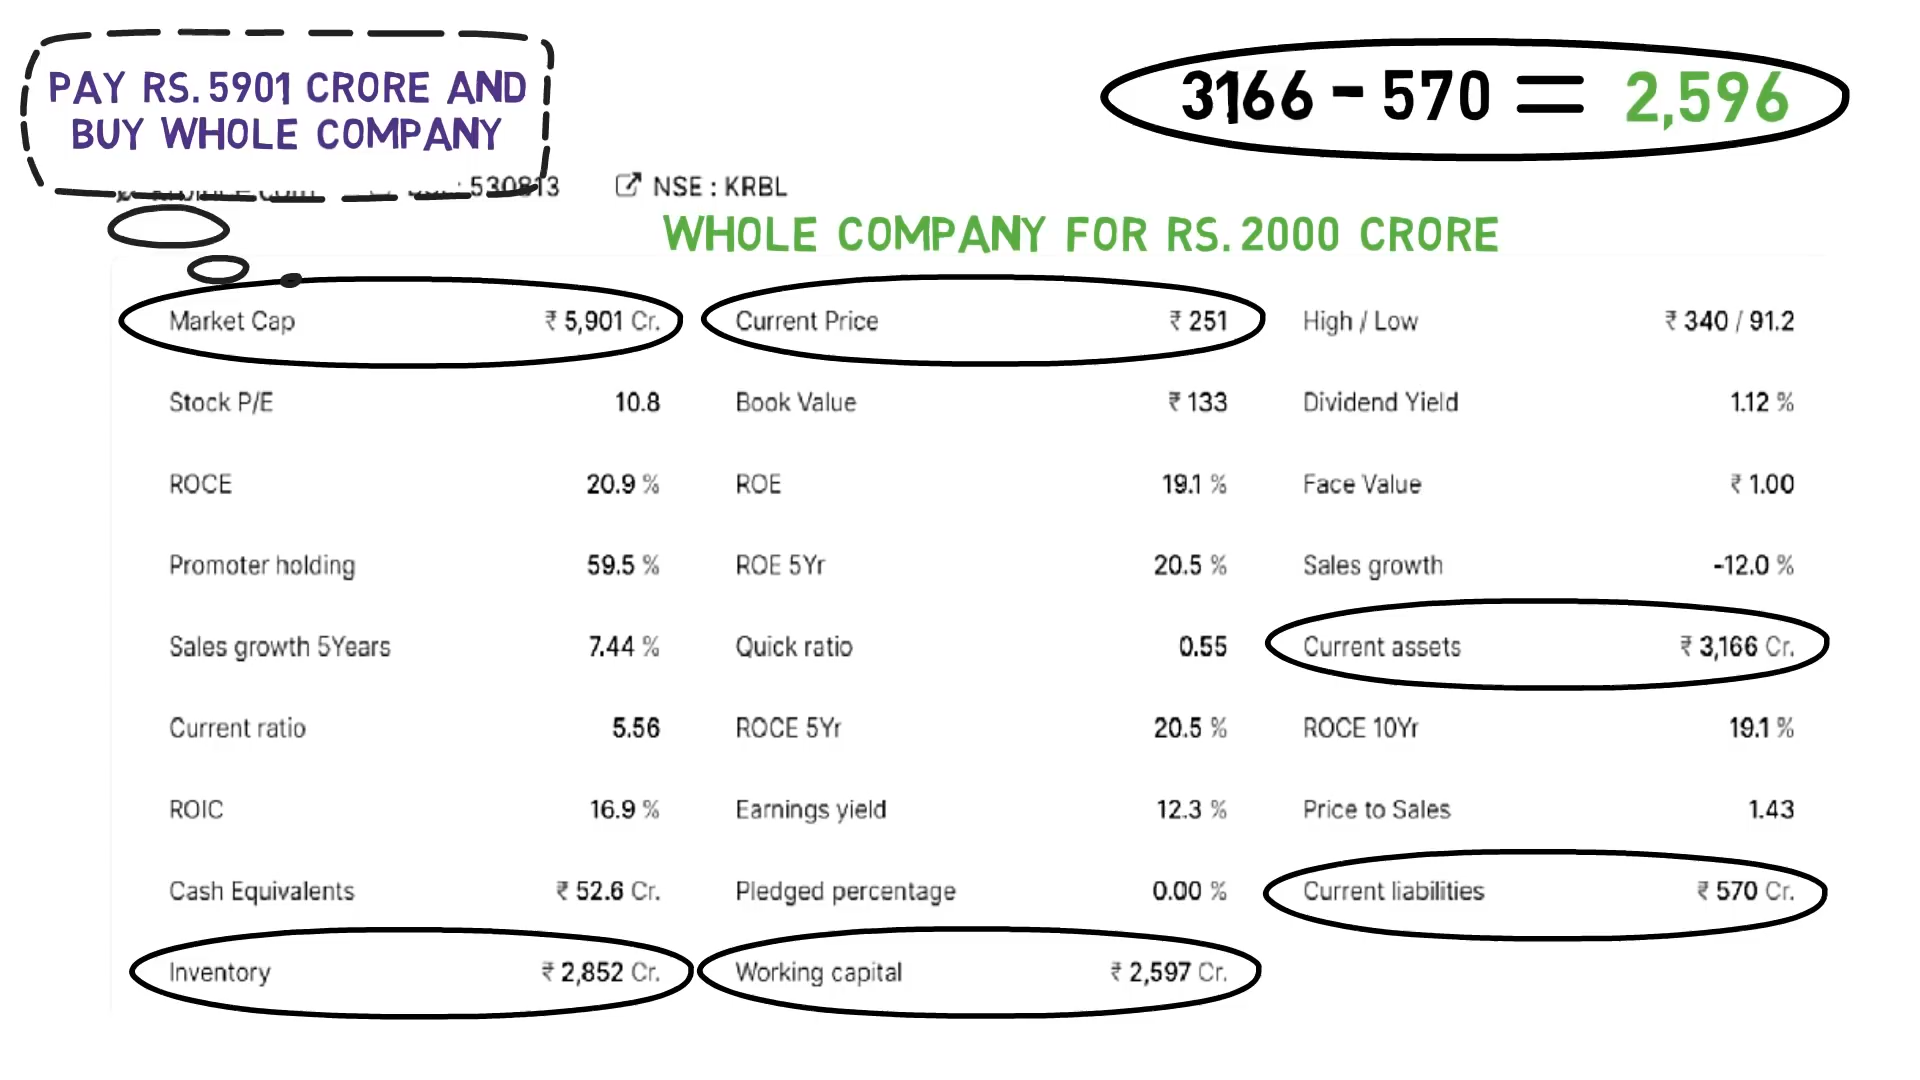 PAY RS. 5901 CRORE AND
BUY WHOLE COMPANY
3166 - 570 = 2,596
530813
NSE : KRBL
WHOLE COMPANY FOR RS. 2000 CRORE
Market Cap ₹ 5,901 Cr. Current Price ₹ 251 High / Low ₹ 340 / 91.2
Stock P/E 10.8 Book Value ₹ 133 Dividend Yield 1.12 %
ROCE 20.9 % ROE 19.1 % Face Value ₹ 1.00
Promoter holding 59.5 % ROE 5Yr 20.5 % Sales growth -12.0 %
Sales growth 5Years 7.44 % Quick ratio 0.55 Current assets ₹ 3,166 Cr.
Current ratio 5.56 ROCE 5Yr 20.5 % ROCE 10Yr 19.1 %
ROIC 16.9 % Earnings yield 12.3 % Price to Sales 1.43
Cash Equivalents ₹ 52.6 Cr. Pledged percentage 0.00 % Current liabilities ₹ 570 Cr.
Inventory ₹ 2,852 Cr. Working capital ₹ 2,597 Cr.